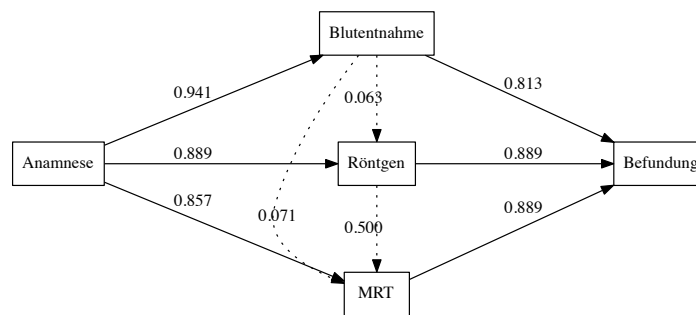 Blutentnahme
0.941
0.063
0.813
Anamnese
0.889
Röntgen
0.889
Befundung
0.857
0.071
0.500
0.889
MRT